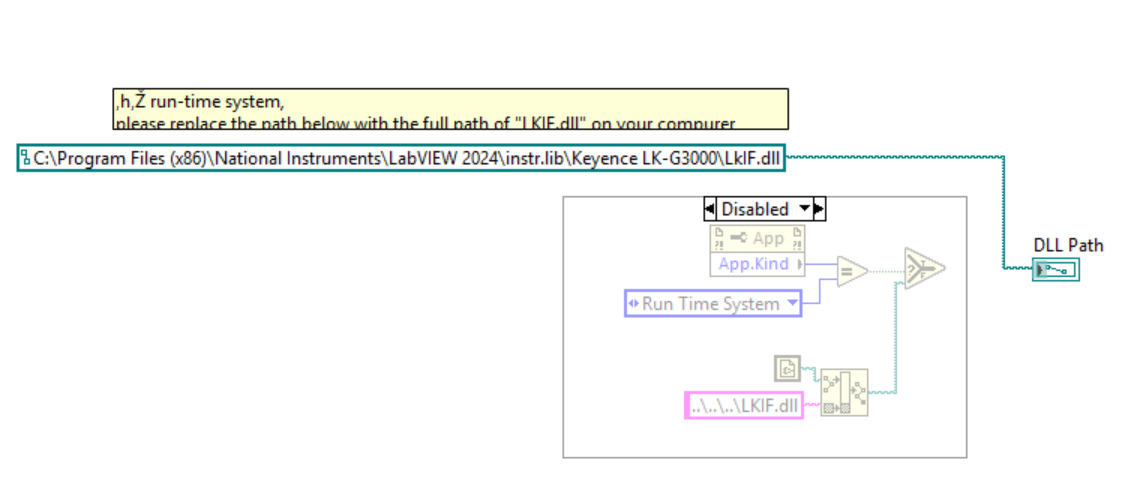 ‚h‚Ž run-time system,
please replace the path below with the full path of "LKIF.dll" on your compurer
C:\Program Files (x86)\National Instruments\LabVIEW 2024\instr.lib\Keyence LK-G3000\LkIF.dll
Disabled
App
App.Kind
DLL Path
Run Time System
..\..\..\LKIF.dll